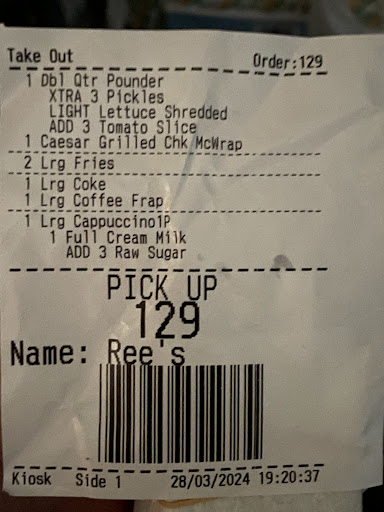 Take Out Order:129
1 Dbl Qtr Pounder
XTRA 3 Pickles
LIGHT Lettuce Shredded
ADD 3 Tomato Slice
1 Caesar Grilled Chk McWrap
2 Lrg Fries
1 Lrg Coke
1 Lrg Coffee Frap
1 Lrg Cappuccino1P
1 Full Cream Milk
ADD 3 Raw Sugar
PICK UP
129
Name: Ree's
Kiosk Side 1 28/03/2024 19:20:37